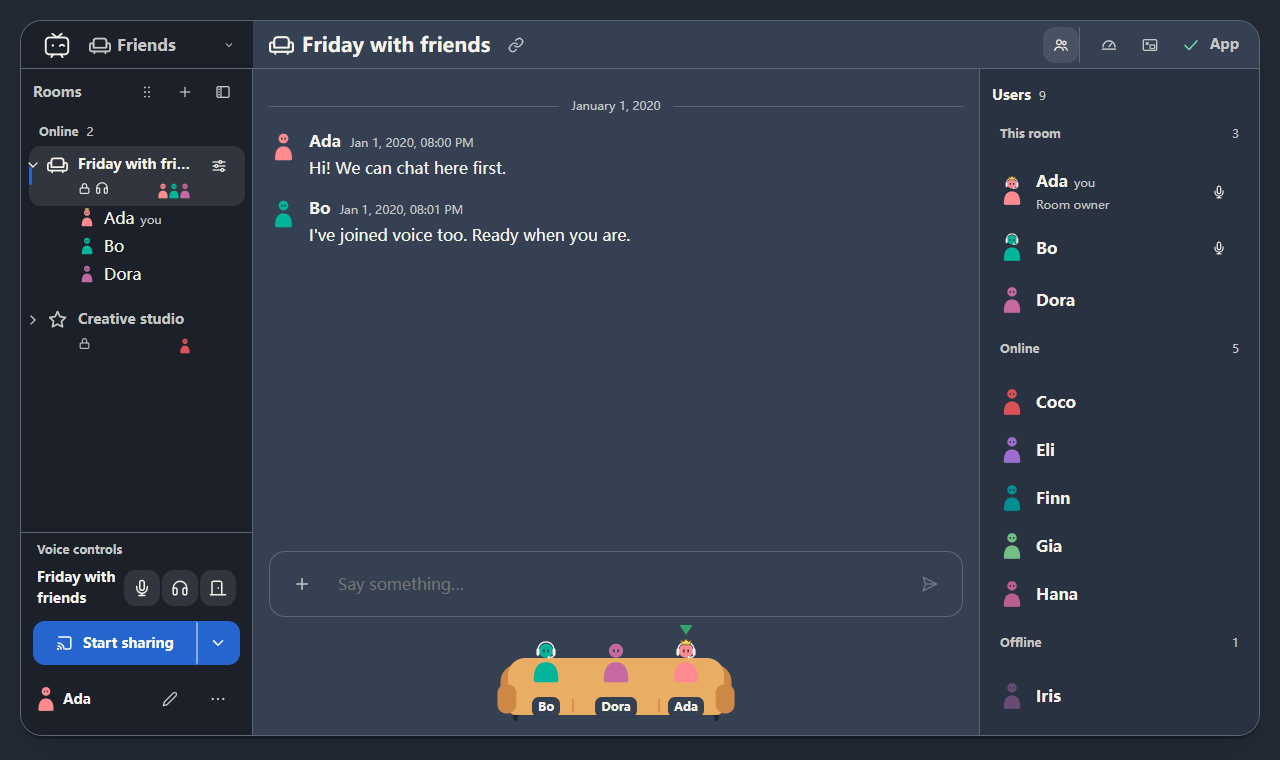 Friends
Friday with friends
App
Rooms
Online 2
Friday with fri...
Ada you
Bo
Dora
Creative studio
Voice controls
Friday with
friends
Start sharing
Ada
January 1, 2020
Ada Jan 1, 2020, 08:00 PM
Hi! We can chat here first.
Bo Jan 1, 2020, 08:01 PM
I've joined voice too. Ready when you are.
Say something...
Bo
Dora
Ada
Users 9
This room 3
Ada you
Room owner
Bo
Dora
Online 5
Coco
Eli
Finn
Gia
Hana
Offline 1
Iris